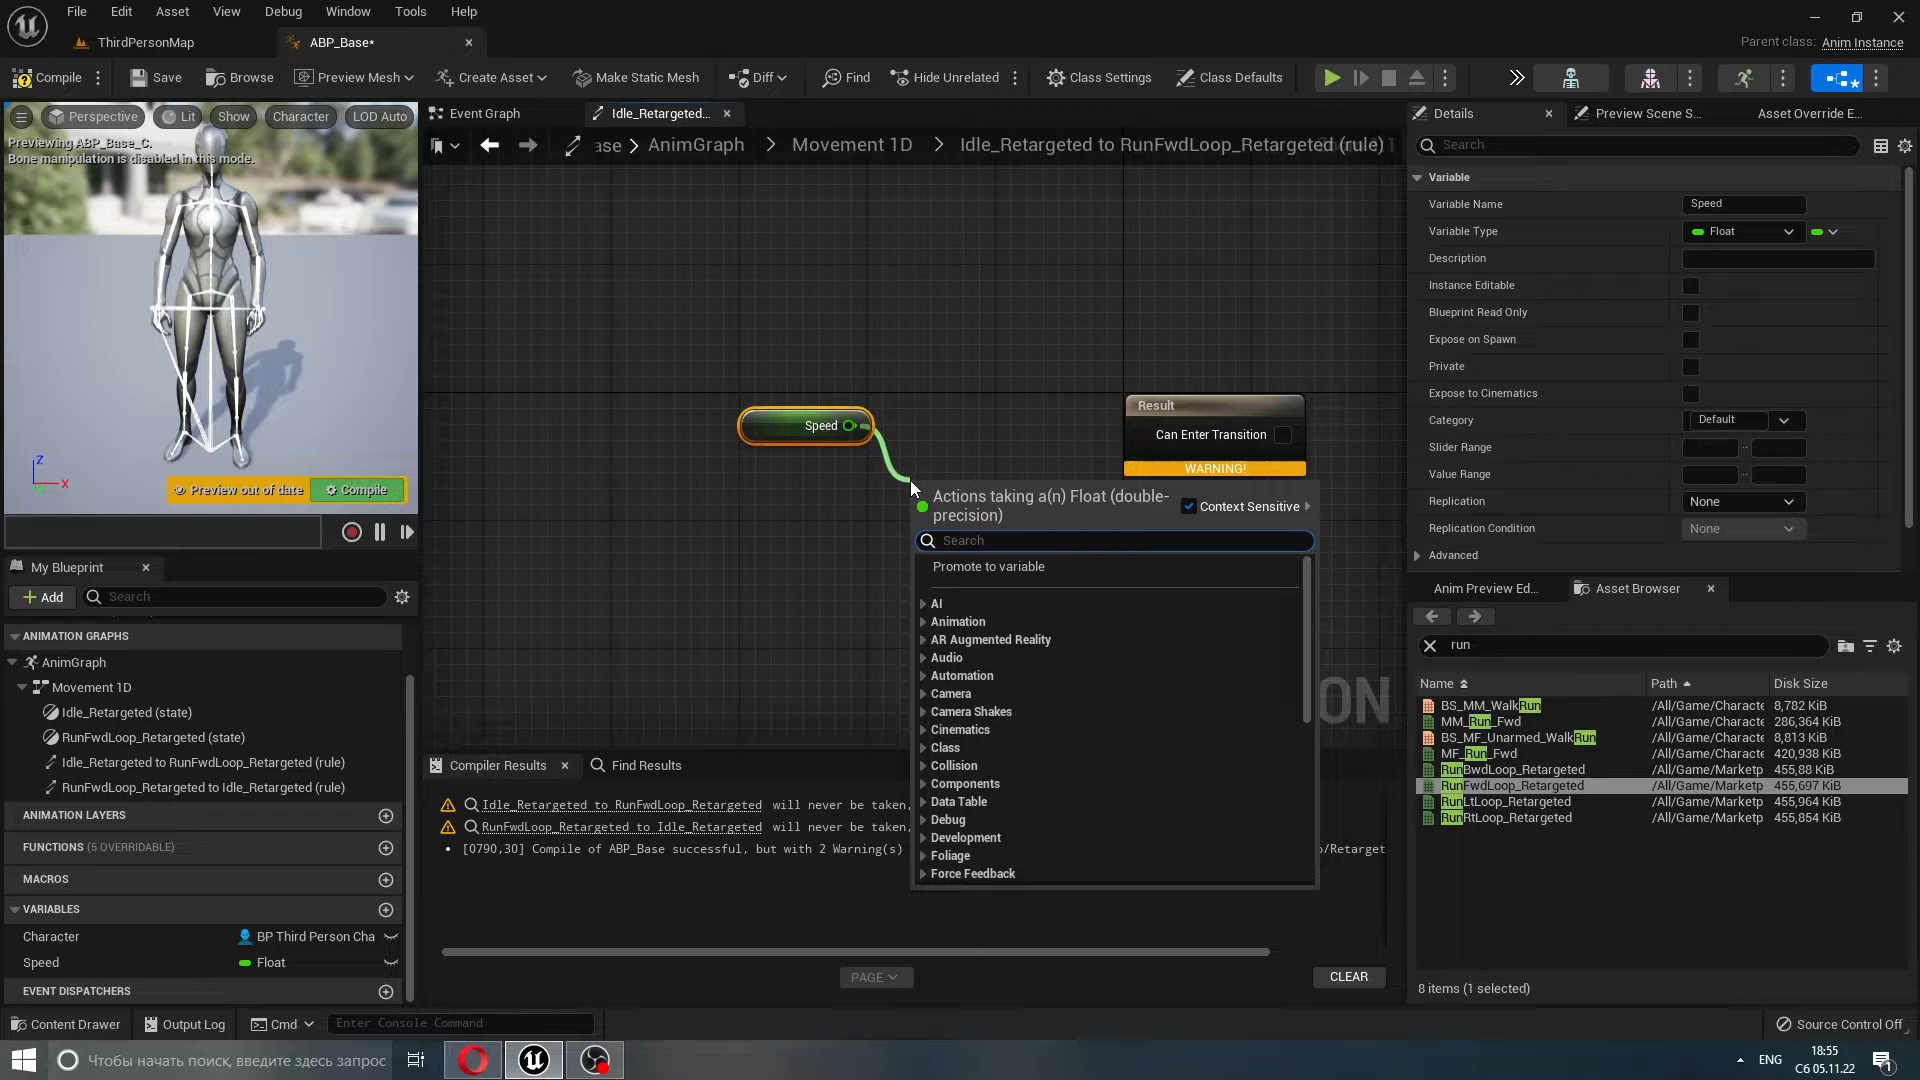 File Edit Asset View Debug Window Tools Help
ThirdPersonMap
ABP_Base*
Parent class: Anim Instance
Compile
Save
Browse
Preview Mesh
Create Asset
Make Static Mesh
Diff
Find
Hide Unrelated
Class Settings
Class Defaults
Perspective
Lit
Show
Character
LOD Auto
Previewing ABP_Base_C.
Bone manipulation is disabled in this mode.
Z
X
Preview out of date
Compile
Event Graph
Idle_Retargeted...
ase > AnimGraph > Movement 1D > Idle_Retargeted to RunFwdLoop_Retargeted (rule)
Speed
Result
Can Enter Transition
WARNING!
Actions taking a(n) Float (double-
precision)
Context Sensitive
Search
Promote to variable
AI
Animation
AR Augmented Reality
Audio
Automation
Camera
Camera Shakes
Cinematics
Class
Collision
Components
Data Table
Debug
Development
Foliage
Force Feedback
ON
My Blueprint
Add
Search
ANIMATION GRAPHS
AnimGraph
Movement 1D
Idle_Retargeted (state)
RunFwdLoop_Retargeted (state)
Idle_Retargeted to RunFwdLoop_Retargeted (rule)
RunFwdLoop_Retargeted to Idle_Retargeted (rule)
ANIMATION LAYERS
FUNCTIONS (5 OVERRIDABLE)
MACROS
VARIABLES
Character BP Third Person Cha
Speed Float
EVENT DISPATCHERS
Compiler Results
Find Results
Idle_Retargeted to RunFwdLoop_Retargeted will never be taken,
RunFwdLoop_Retargeted to Idle_Retargeted will never be taken,
[0790,30] Compile of ABP_Base successful, but with 2 Warning(s)
o/Retarget
PAGE
CLEAR
Details
Preview Scene S...
Asset Override E...
Search
Variable
Variable Name Speed
Variable Type Float
Description
Instance Editable
Blueprint Read Only
Expose on Spawn
Private
Expose to Cinematics
Category Default
Slider Range
Value Range
Replication None
Replication Condition None
Advanced
Anim Preview Ed...
Asset Browser
run
Name Path Disk Size
BS_MM_WalkRun /All/Game/Characte 8,782 KiB
MM_Run_Fwd /All/Game/Characte 286,364 KiB
BS_MF_Unarmed_WalkRun /All/Game/Characte 8,813 KiB
MF_Run_Fwd /All/Game/Characte 420,938 KiB
RunBwdLoop_Retargeted /All/Game/Marketp 455,88 KiB
RunFwdLoop_Retargeted /All/Game/Marketp 455,697 KiB
RunLtLoop_Retargeted /All/Game/Marketp 455,964 KiB
RunRtLoop_Retargeted /All/Game/Marketp 455,854 KiB
8 items (1 selected)
Content Drawer
Output Log
Cmd
Enter Console Command
Source Control Off
Чтобы начать поиск, введите здесь запрос
ENG
18:55
Сб 05.11.22
1